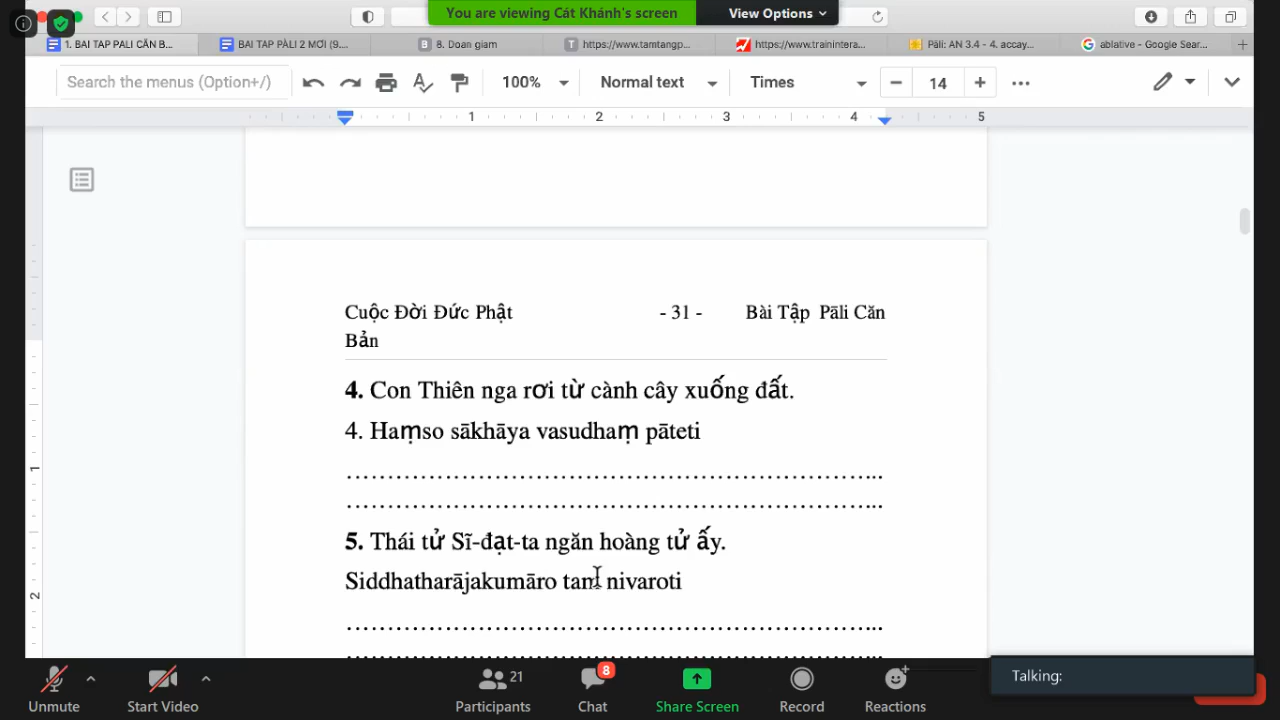 You are viewing Cát Khánh's screen
View Options
1. BAI TAP PALI CĂN B...
BAI TAP PÀLI 2 MƠI (9....
8. Doan giam
https://www.tamtangp...
https://www.trainintera...
Pāli: AN 3.4 - 4. accay...
ablative - Google Sear...
Search the menus (Option+/)
100%
Normal text
Times
14
1 2 3 4 5
Cuộc Đời Đức Phật - 31 - Bài Tập Pāli Căn
Bản
4. Con Thiên nga rơi từ cành cây xuống đất.
4. Haṃso sākhāya vasudhaṃ pāteti
5. Thái tử Sĩ-đạt-ta ngăn hoàng tử ấy.
Siddhatharājakumāro tam nivaroti
1
2
Talking:
Unmute
Start Video
21
Participants
8
Chat
Share Screen
Record
Reactions